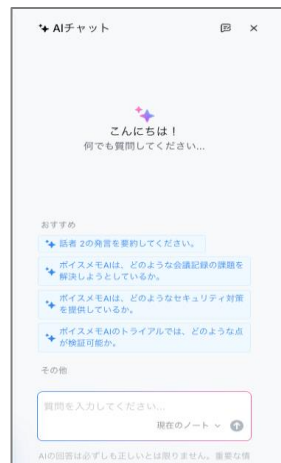 AIチャット
こんにちは！
何でも質問してください...
おすすめ
話者 2の発言を要約してください。
ボイスメモAIは、どのような会議記録の課題を
解決しようとしているか。
ボイスメモAIは、どのようなセキュリティ対策
を提供しているか。
ボイスメモAIのトライアルでは、どのような点
が検証可能か。
その他
質問を入力してください...
現在のノート
AIの回答は必ずしも正しいとは限りません。重要な情